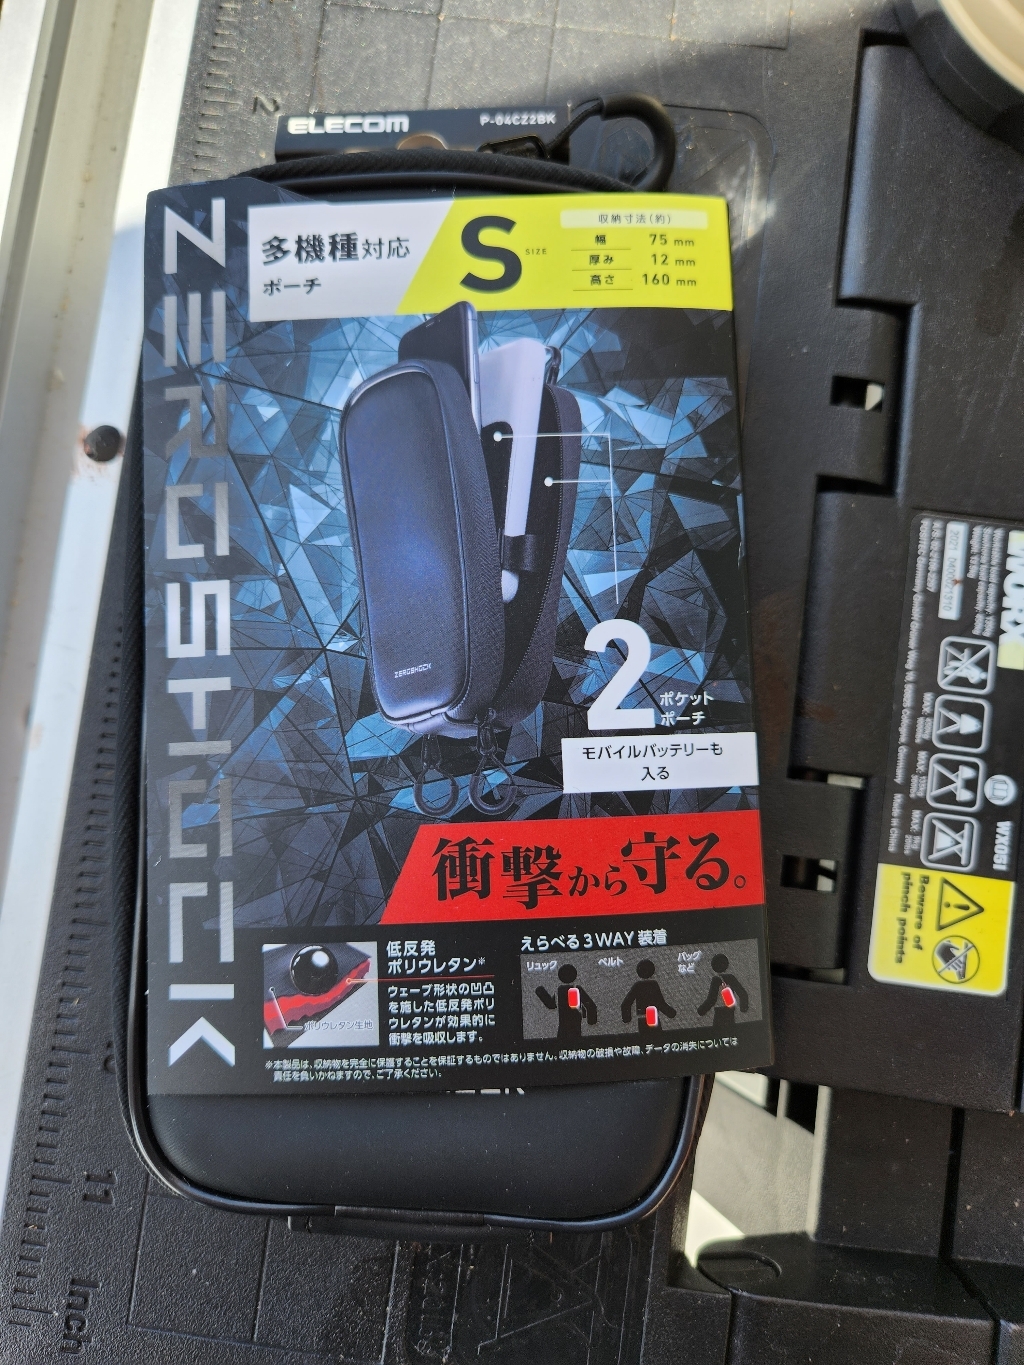 ELECOM
P-04CZ2BK
ZEROSHOCK
多機種対応
ポーチ
S
SIZE
収納寸法(約)
幅 75 mm
厚み 12 mm
高さ 160 mm
ZEROSHOCK
2
ポケット
ポーチ
モバイルバッテリーも
入る
衝撃から守る。
低反発
ポリウレタン※
ウェーブ形状の凹凸
を施した低反発ポリ
ウレタンが効果的に
衝撃を吸収します。
ポリウレタン生地
えらべる3WAY装着
リュック
ベルト
バッグ
など
※本製品は、収納物を完全に保護することを保証するものではありません。収納物の破損や故障、データの消失については
責任を負いかねますので、ご了承ください。
2
11
Inch
WORX
WX051
Made in China
Beware of
pinch points